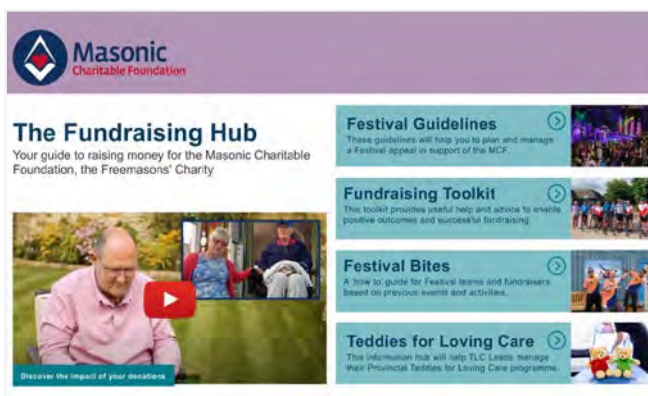 Masonic
Charitable Foundation
The Fundraising Hub
Your guide to raising money for the Masonic Charitable
Foundation, the Freemasons' Charity
Discover the impact of your donations
Festival Guidelines
These guidelines will help you to plan and manage
a Festival appeal in support of the MCF.
Fundraising Toolkit
This toolkit provides useful help and advice to enable
positive outcomes and successful fundraising
Festival Bites
A 'how to' guide for Festival teams and fundraisers
based on previous events and activities.
Teddies for Loving Care
This information hub will help TLC Leads manage
their Provincial Teddies for Loving Care programme.